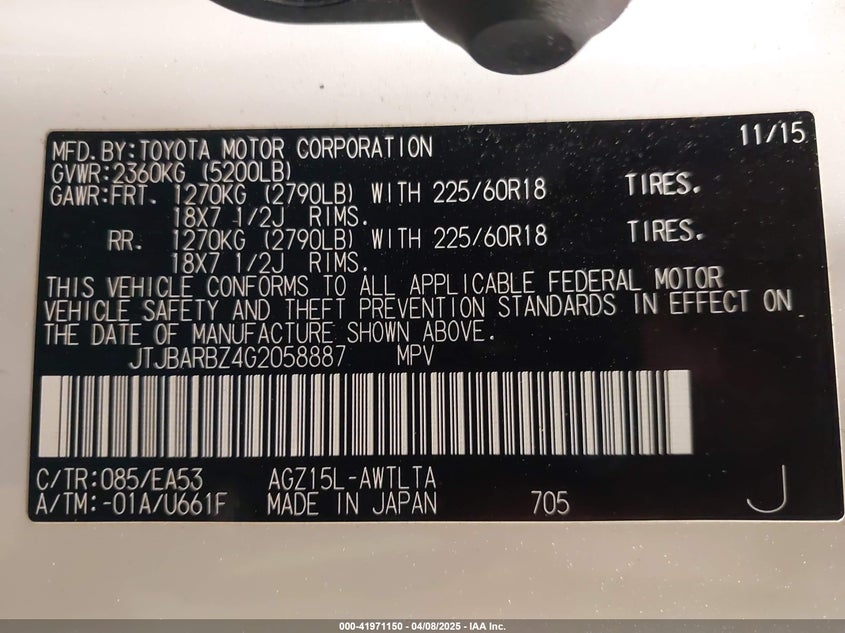 11/15
MFD.BY:TOYOTA MOTOR CORPORATION
GVWR:2360KG (5200LB)
GAWR:FRT. 1270KG (2790LB) WITH 225/60R18 TIRES.
18X7 1/2J RIMS.
RR. 1270KG (2790LB) WITH 225/60R18 TIRES.
18X7 1/2J RIMS.
THIS VEHICLE CONFORMS TO ALL APPLICABLE FEDERAL MOTOR
VEHICLE SAFETY AND THEFT PREVENTION STANDARDS IN EFFECT ON
THE DATE OF MANUFACTURE SHOWN ABOVE.
JTJBARBZ4G2058887 MPV
C/TR:085/EA53 AGZ15L-AWTLTA
A/TM:-01A/U661F MADE IN JAPAN 705 J
000-41971150 - 04/08/2025 - IAA Inc.